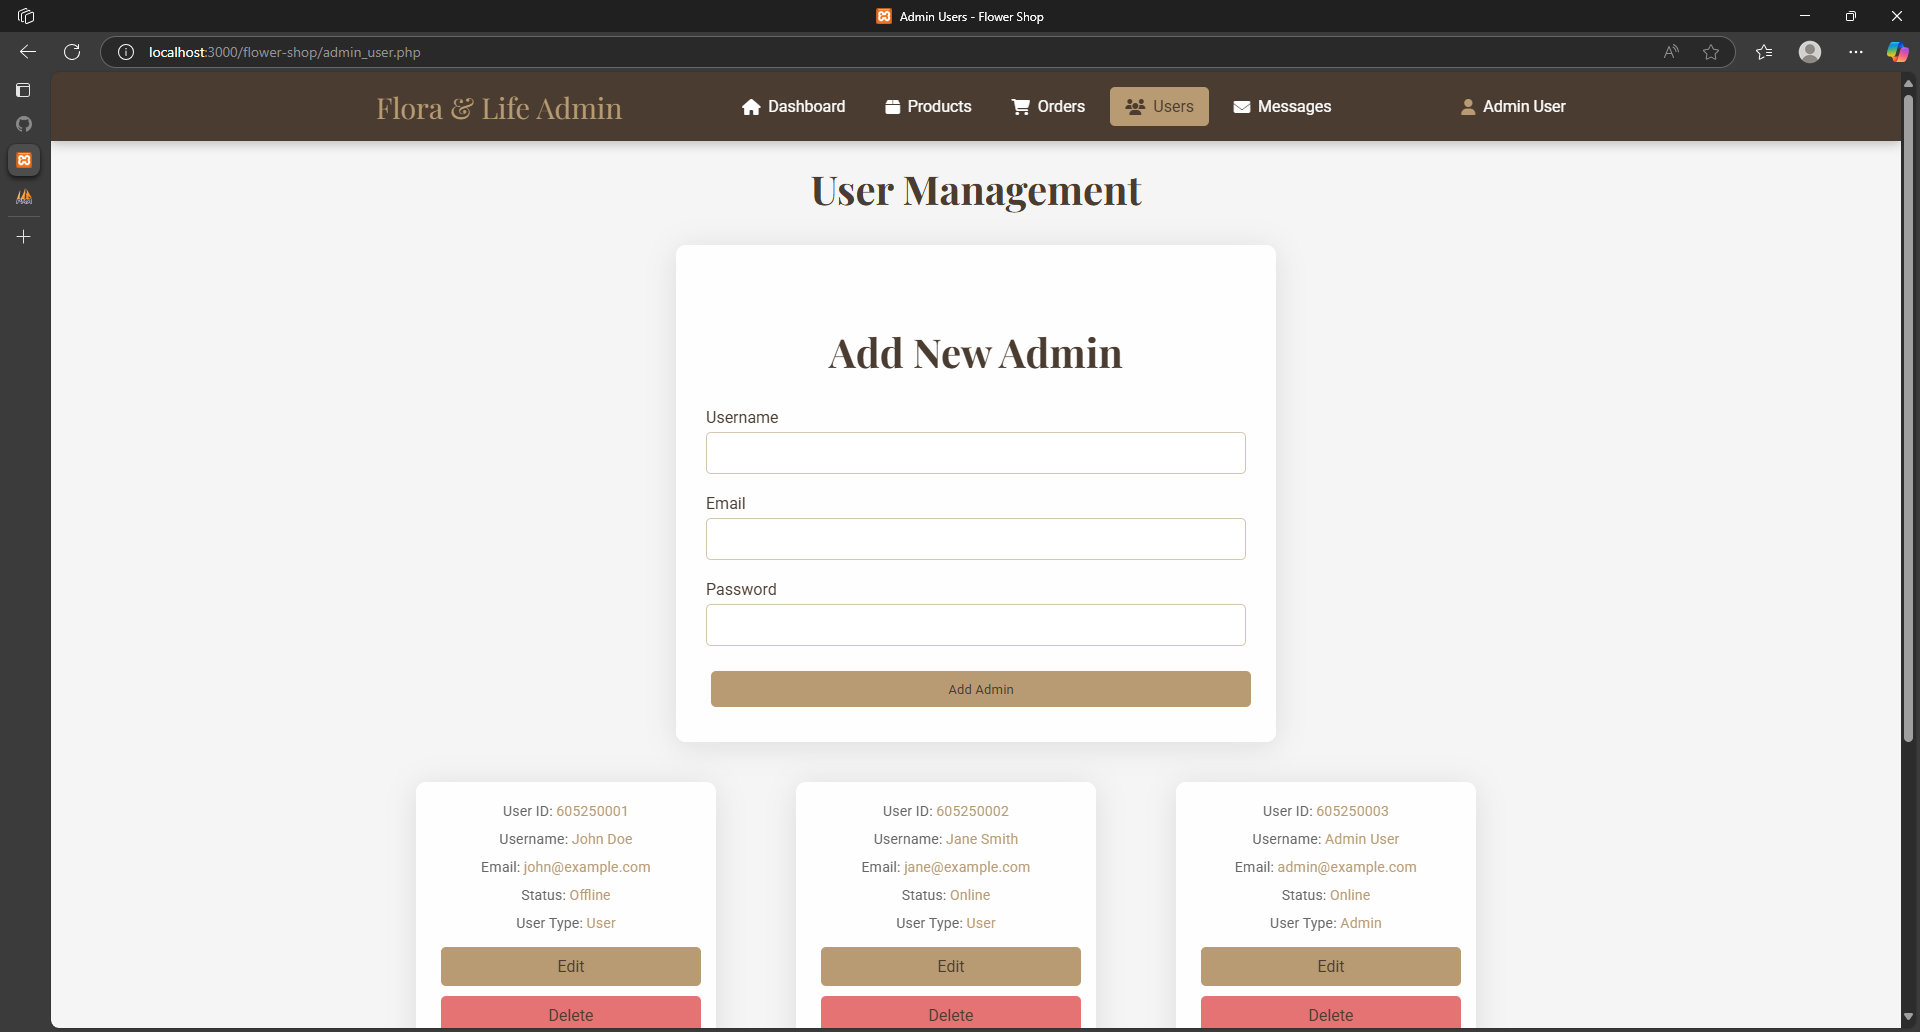 Admin Users - Flower Shop
localhost:3000/flower-shop/admin_user.php
Flora & Life Admin
Dashboard
Products
Orders
Users
Messages
Admin User
User Management
Add New Admin
Username
Email
Password
Add Admin
User ID: 605250001
Username: John Doe
Email: john@example.com
Status: Offline
User Type: User
Edit
Delete
User ID: 605250002
Username: Jane Smith
Email: jane@example.com
Status: Online
User Type: User
Edit
Delete
User ID: 605250003
Username: Admin User
Email: admin@example.com
Status: Online
User Type: Admin
Edit
Delete